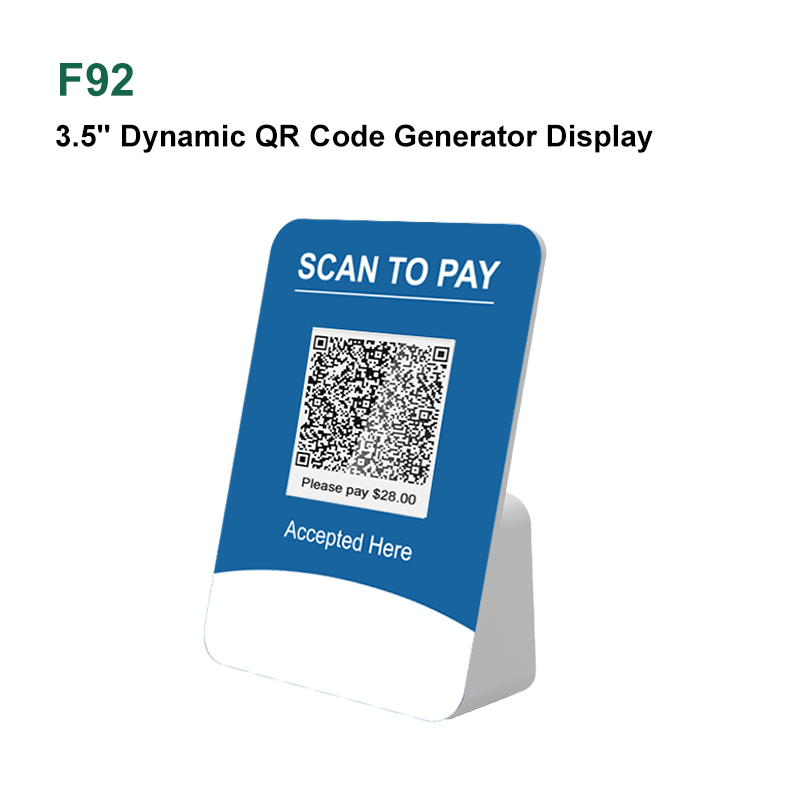 F92
3.5" Dynamic QR Code Generator Display
SCAN TO PAY
Please pay $28.00
Accepted Here